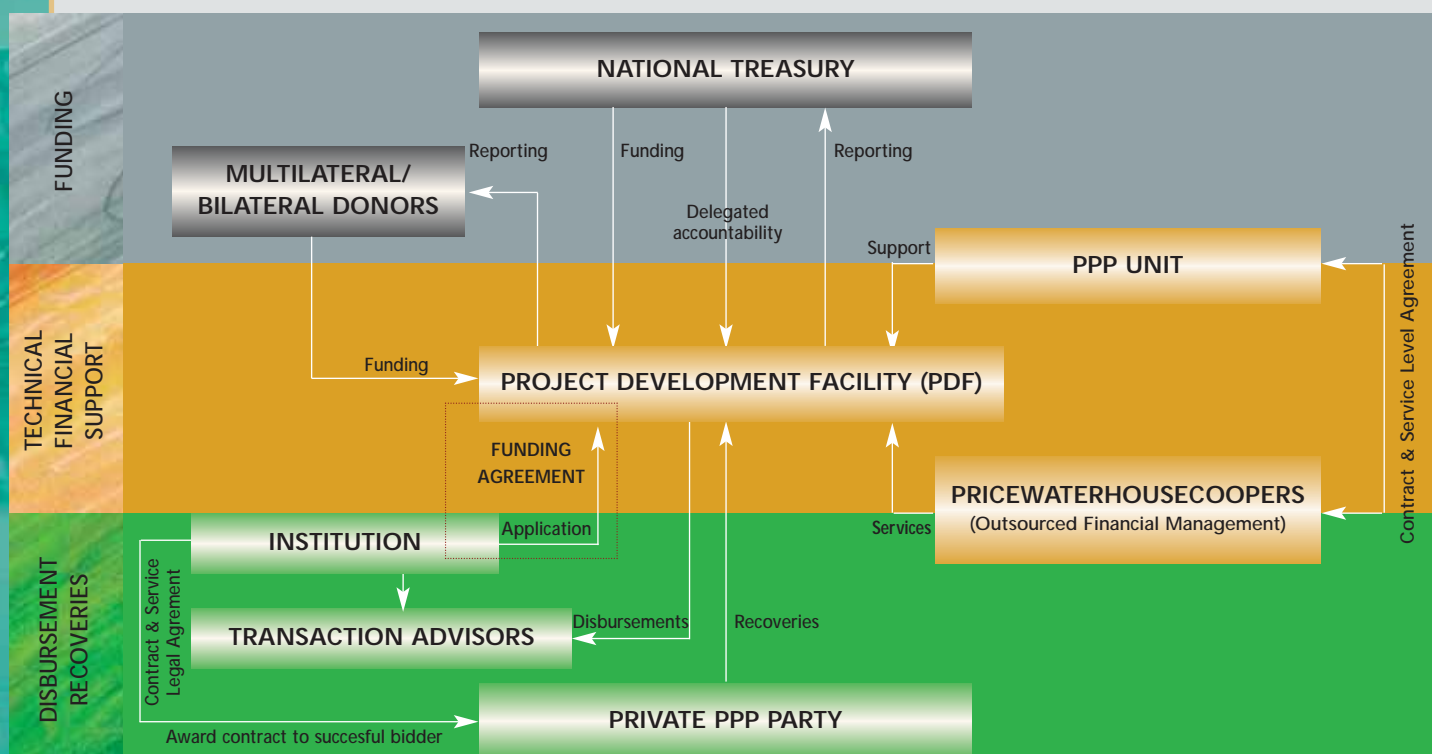 FUNDING
NATIONAL TREASURY
MULTILATERAL/
BILATERAL DONORS
Reporting
Funding
Reporting
Delegated
accountability
Support
PPP UNIT
Contract & Service Level Agreement
TECHNICAL
FINANCIAL
SUPPORT
Funding
PROJECT DEVELOPMENT FACILITY (PDF)
FUNDING
AGREEMENT
PRICEWATERHOUSECOOPERS
(Outsourced Financial Management)
Services
Application
DISBURSEMENT
RECOVERIES
INSTITUTION
Contract & Service
Legal Agrement
TRANSACTION ADVISORS
Disbursements
Recoveries
PRIVATE PPP PARTY
Award contract to succesful bidder